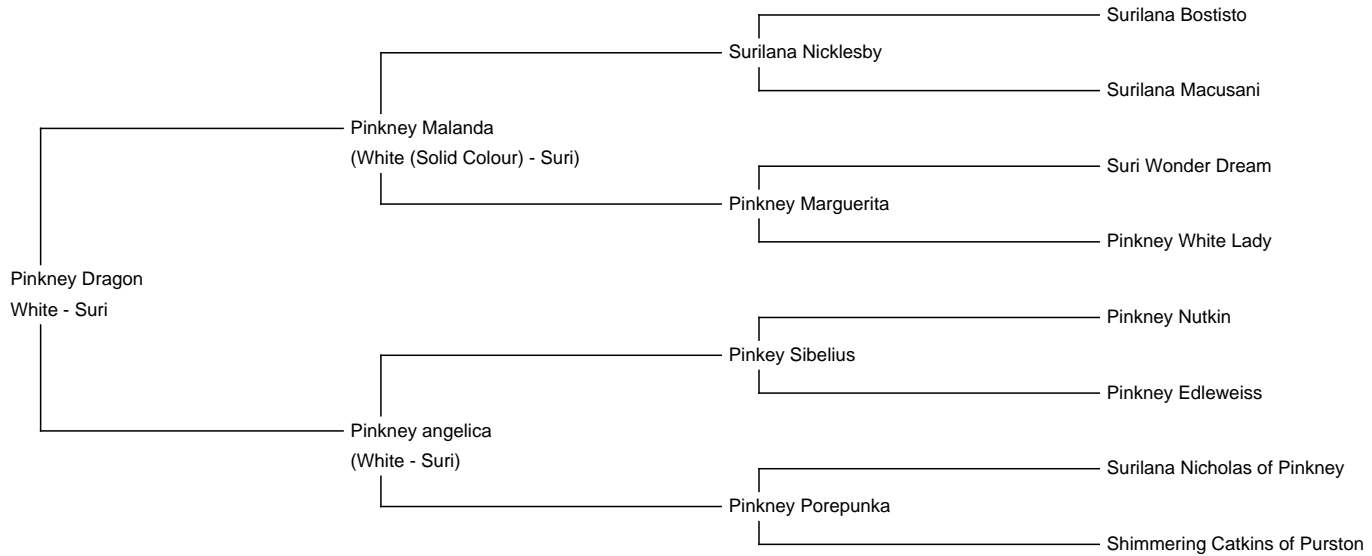 Surilana Bostisto
Surilana Nicklesby
Surilana Macusani
Pinkney Malanda
(White (Solid Colour) - Suri)
Suri Wonder Dream
Pinkney Marguerita
Pinkney White Lady
Pinkney Dragon
White - Suri
Pinkney Nutkin
Pinkey Sibelius
Pinkney Edleweiss
Pinkney angelica
(White - Suri)
Surilana Nicholas of Pinkney
Pinkney Porepunka
Shimmering Catkins of Purston